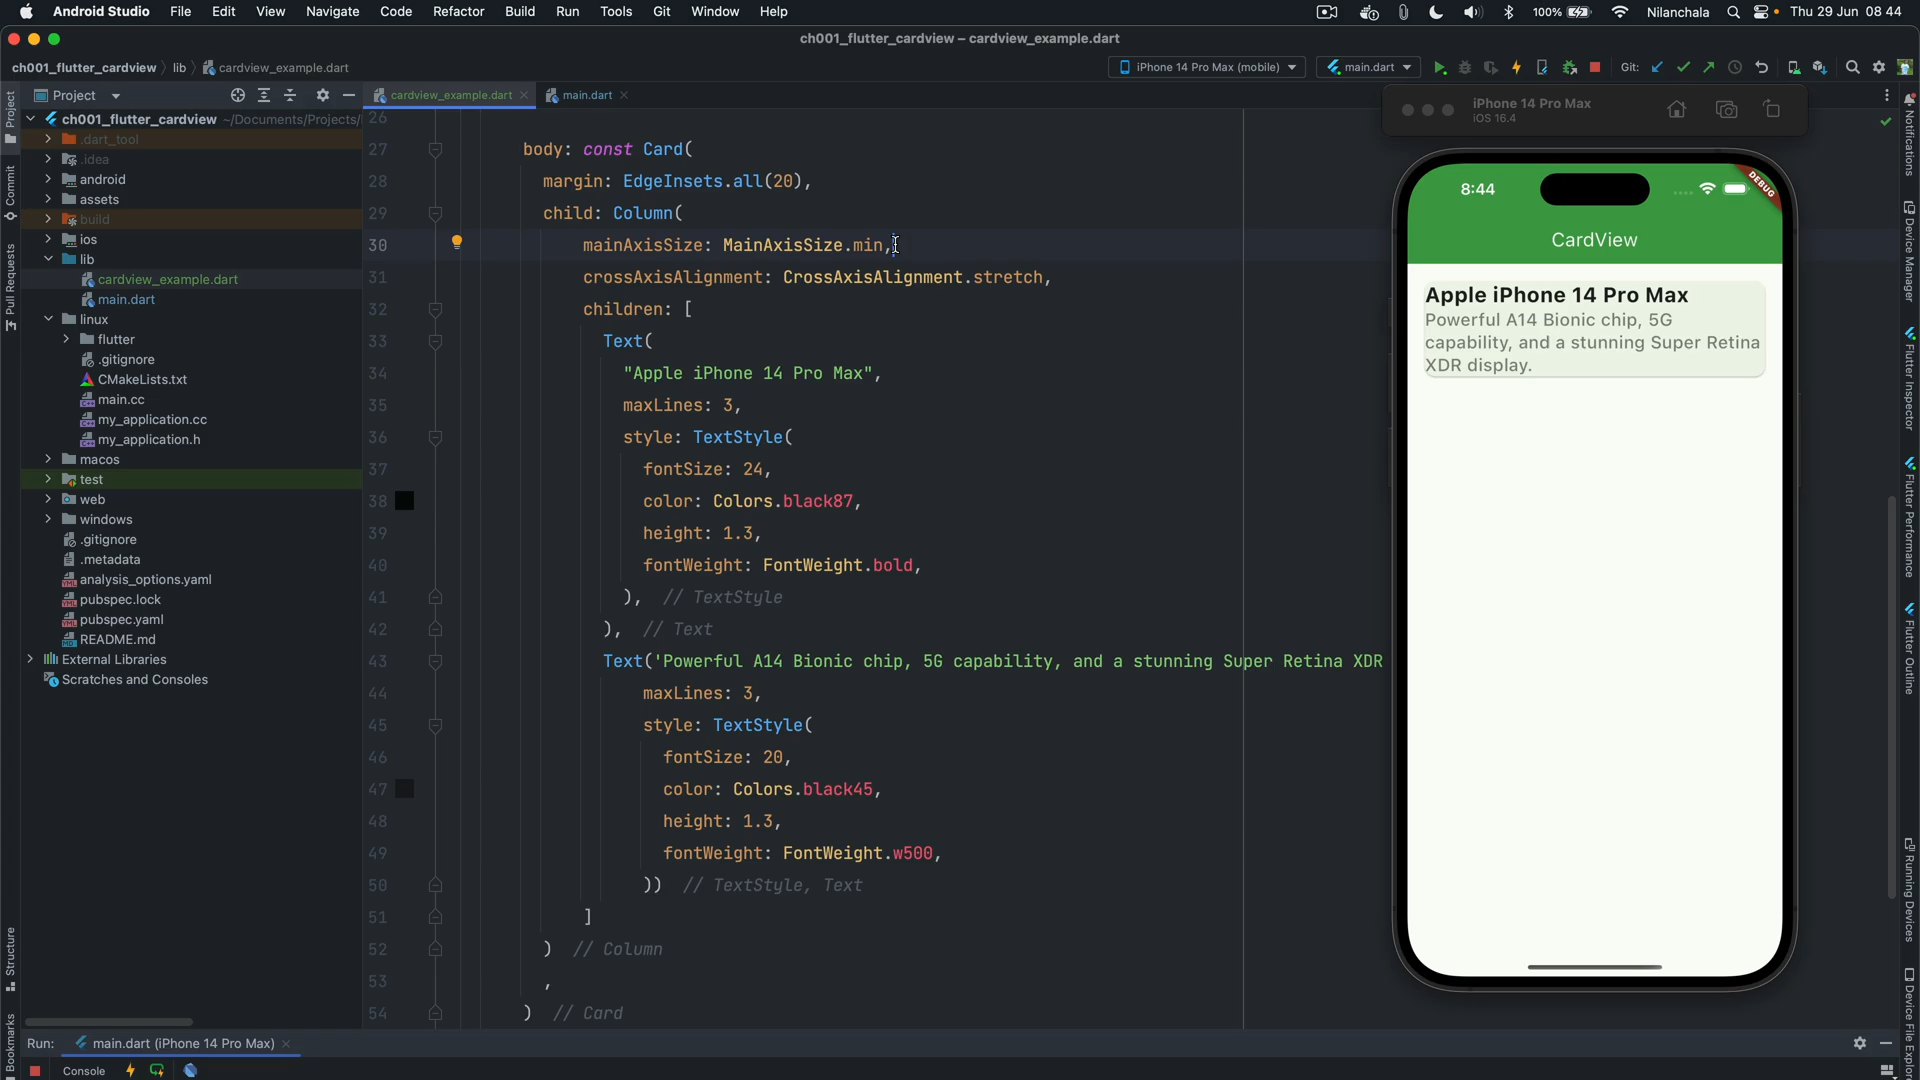 Android Studio File Edit View Navigate Code Refactor Build Run Tools Git Window Help 100% Nilanchala Thu 29 Jun 08 44
ch001_flutter_cardview – cardview_example.dart
ch001_flutter_cardview lib cardview_example.dart iPhone 14 Pro Max (mobile) main.dart Git:
Project cardview_example.dart main.dart
ch001_flutter_cardview ~/Documents/Projects/
.dart_tool
.idea
android
assets
build
ios
lib
cardview_example.dart
main.dart
linux
flutter
.gitignore
CMakeLists.txt
main.cc
my_application.cc
my_application.h
macos
test
web
windows
.gitignore
.metadata
analysis_options.yaml
pubspec.lock
pubspec.yaml
README.md
External Libraries
Scratches and Consoles
Project
Commit
Pull Requests
Structure
Bookmarks
26
27 body: const Card(
28 margin: EdgeInsets.all(20),
29 child: Column(
30 mainAxisSize: MainAxisSize.min,
31 crossAxisAlignment: CrossAxisAlignment.stretch,
32 children: [
33 Text(
34 "Apple iPhone 14 Pro Max",
35 maxLines: 3,
36 style: TextStyle(
37 fontSize: 24,
38 color: Colors.black87,
39 height: 1.3,
40 fontWeight: FontWeight.bold,
41 ), // TextStyle
42 ), // Text
43 Text('Powerful A14 Bionic chip, 5G capability, and a stunning Super Retina XDR
44 maxLines: 3,
45 style: TextStyle(
46 fontSize: 20,
47 color: Colors.black45,
48 height: 1.3,
49 fontWeight: FontWeight.w500,
50 )) // TextStyle, Text
51 ]
52 ) // Column
53 ,
54 ) // Card
iPhone 14 Pro Max
iOS 16.4
8:44
DEBUG
CardView
Apple iPhone 14 Pro Max
Powerful A14 Bionic chip, 5G
capability, and a stunning Super Retina
XDR display.
Notifications
Device Manager
Flutter Inspector
Flutter Performance
Flutter Outline
Running Devices
Device File Explor
Run: main.dart (iPhone 14 Pro Max)
Console